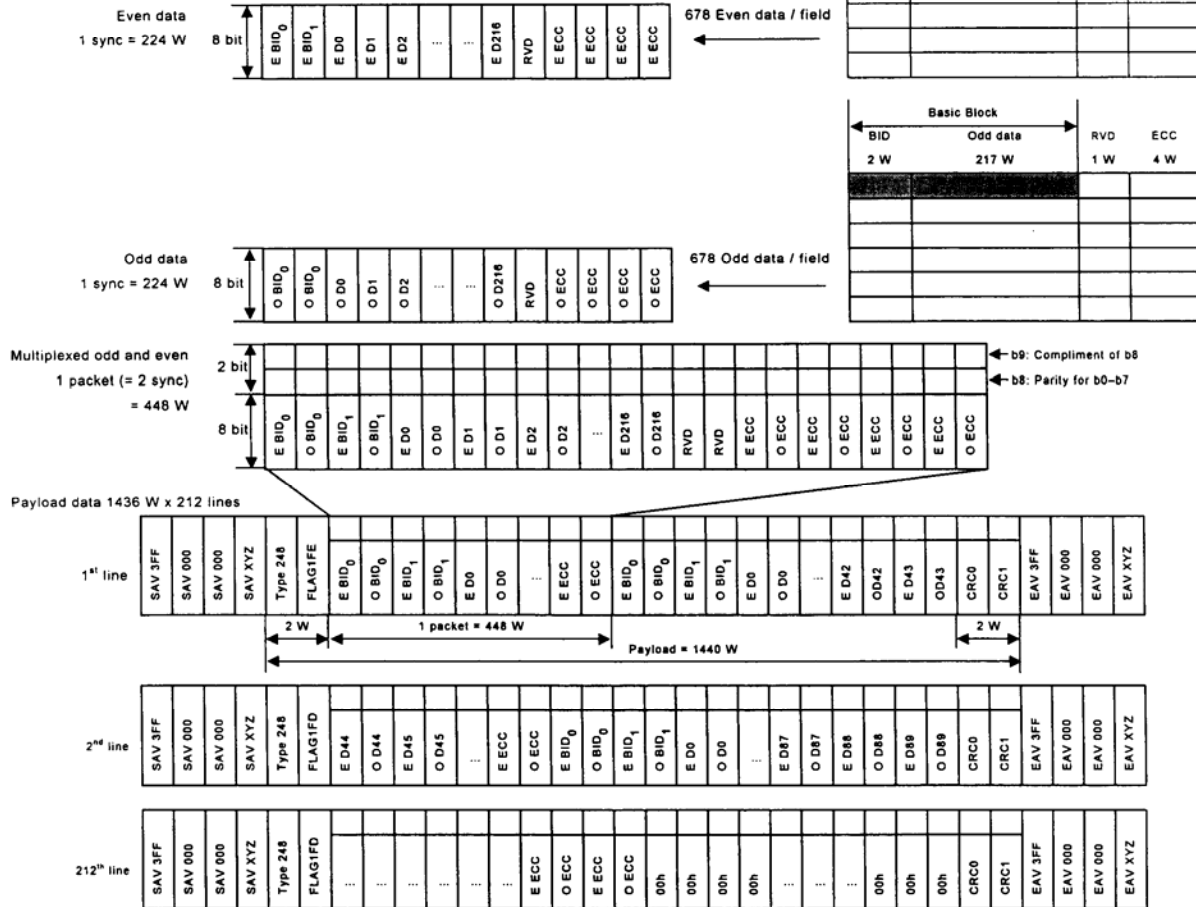 Even data
1 sync = 224 W
8 bit
E BID0 E BID1 E D0 E D1 E D2 ... ... E D216 RVD E ECC E ECC E ECC E ECC
678 Even data / field
Basic Block
BID Odd data RVD ECC
2 W 217 W 1 W 4 W
Odd data
1 sync = 224 W
8 bit
O BID0 O BID0 O D0 O D1 O D2 ... ... O D216 RVD O ECC O ECC O ECC O ECC
678 Odd data / field
Multiplexed odd and even
1 packet (= 2 sync)
= 448 W
2 bit
b9: Compliment of b8
b8: Parity for b0–b7
8 bit
E BID0 O BID0 E BID1 O BID1 E D0 O D0 E D1 O D1 E D2 O D2 ... E D216 O D216 RVD RVD E ECC O ECC E ECC O ECC E ECC O ECC E ECC O ECC
Payload data 1436 W x 212 lines
1st line
SAV 3FF SAV 000 SAV 000 SAV XYZ Type 248 FLAG1FE E BID0 O BID0 E BID1 O BID1 E D0 O D0 ... E ECC O ECC E BID0 O BID0 E BID1 O BID1 E D0 O D0 ... E D42 OD42 E D43 OD43 CRC0 CRC1 EAV 3FF EAV 000 EAV 000 EAV XYZ
2 W 1 packet = 448 W 2 W
Payload = 1440 W
2nd line
SAV 3FF SAV 000 SAV 000 SAV XYZ Type 248 FLAG1FD E D44 O D44 E D45 O D45 ... E ECC O ECC E BID0 O BID0 E BID1 O BID1 E D0 O D0 ... E D87 O D87 E D88 O D88 E D89 O D89 CRC0 CRC1 EAV 3FF EAV 000 EAV 000 EAV XYZ
212th line
SAV 3FF SAV 000 SAV 000 SAV XYZ Type 248 FLAG1FD ... ... ... ... ... ... E ECC O ECC E ECC O ECC 00h 00h 00h 00h ... ... ... 00h 00h 00h CRC0 CRC1 EAV 3FF EAV 000 EAV 000 EAV XYZ